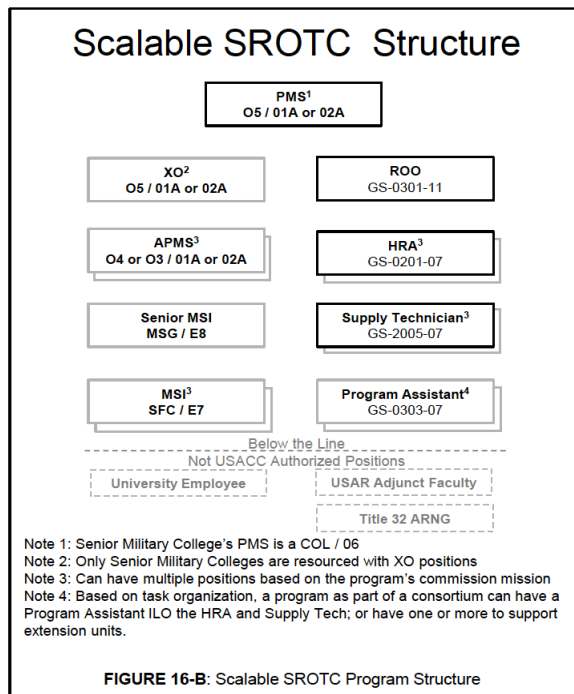 Scalable SROTC Structure
PMS¹
O5 / 01A or 02A
XO²
O5 / 01A or 02A
ROO
GS-0301-11
APMS³
O4 or O3 / 01A or 02A
HRA³
GS-0201-07
Senior MSI
MSG / E8
Supply Technician³
GS-2005-07
MSI³
SFC / E7
Program Assistant⁴
GS-0303-07
Below the Line
Not USACC Authorized Positions
University Employee
USAR Adjunct Faculty
Title 32 ARNG
Note 1: Senior Military College's PMS is a COL / 06
Note 2: Only Senior Military Colleges are resourced with XO positions
Note 3: Can have multiple positions based on the program's commission mission
Note 4: Based on task organization, a program as part of a consortium can have a
Program Assistant ILO the HRA and Supply Tech; or have one or more to support
extension units.
FIGURE 16-B: Scalable SROTC Program Structure